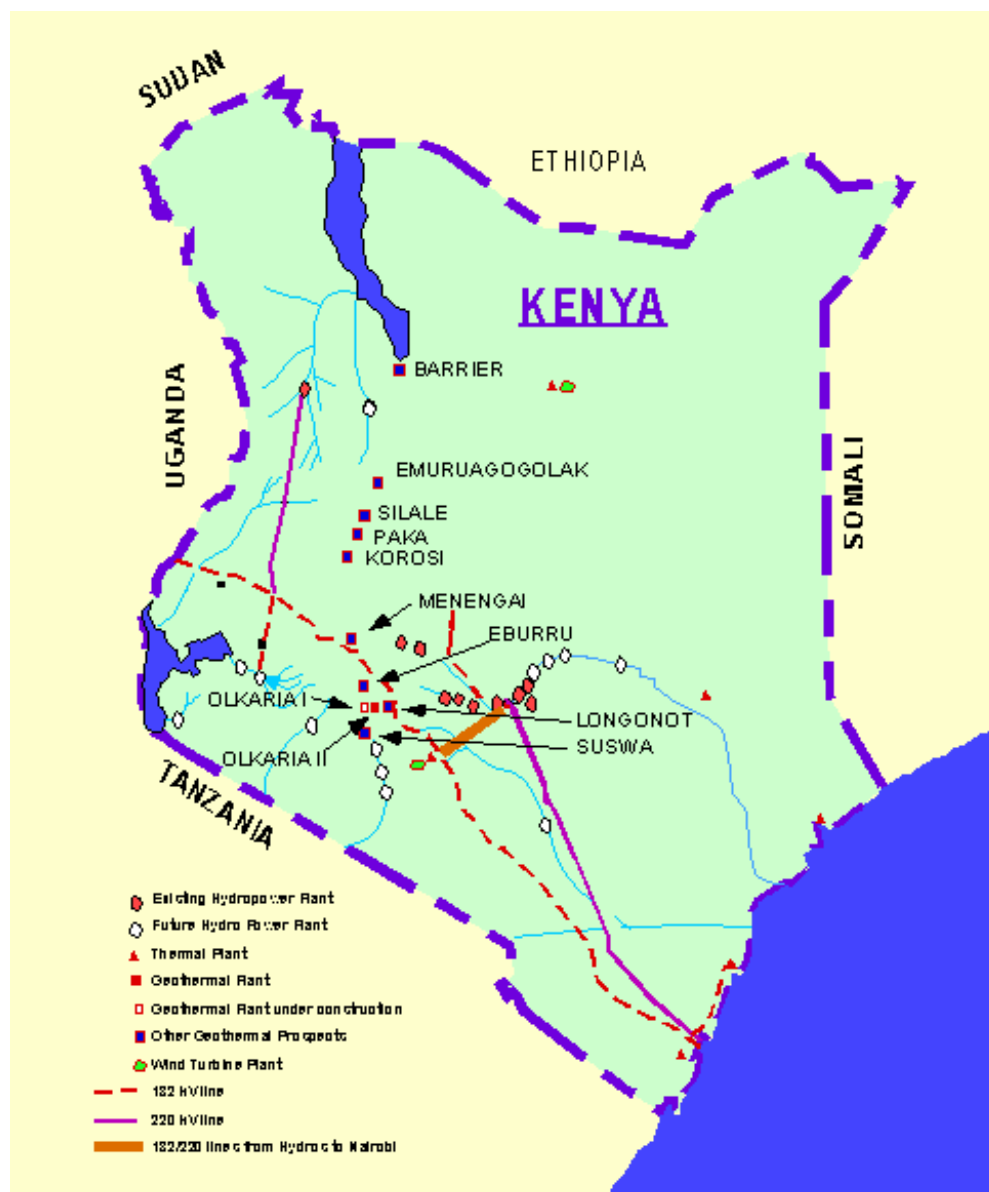 SUDAN
ETHIOPIA
KENYA
BARRIER
UGANDA
EMURUAGOGOLAK
SOMALI
SILALE
PAKA
KOROSI
MENENGAI
EBURRU
OLKARIA I
LONGONOT
OLKARIA II
SUSWA
TANZANIA
Existing Hydropower Plant
Future Hydro Power Plant
Thermal Plant
Geothermal Plant
Geothermal Plant under construction
Other Geothermal Prospects
Wind Turbine Plant
132 kV line
220 kV line
132/220 lines from Hydros to Nairobi